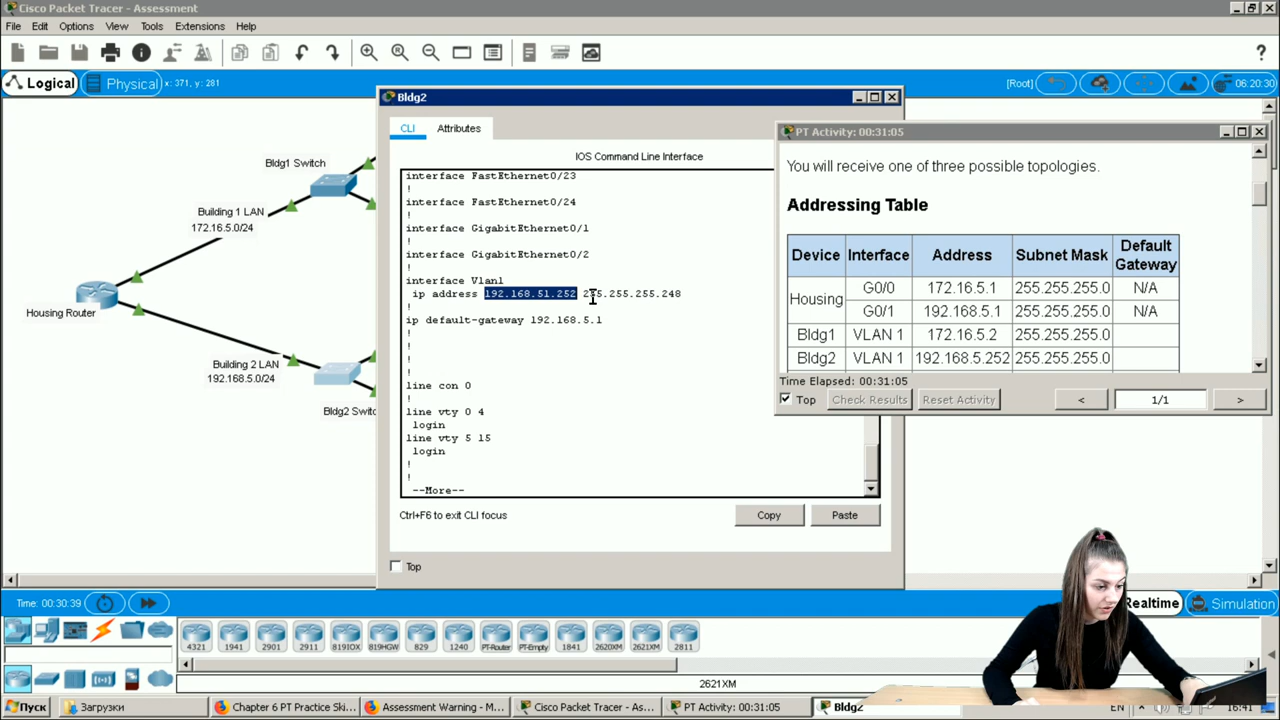 Cisco Packet Tracer - Assessment
File Edit Options View Tools Extensions Help
Logical Physical x: 371, y: 281 [Root] 06:20:30
Bldg2
CLI Attributes
IOS Command Line Interface
interface FastEthernet0/23
!
interface FastEthernet0/24
!
interface GigabitEthernet0/1
!
interface GigabitEthernet0/2
!
interface Vlan1
ip address 192.168.51.252 255.255.255.248
!
ip default-gateway 192.168.5.1
!
!
!
!
line con 0
!
line vty 0 4
login
line vty 5 15
login
!
!
--More--
Ctrl+F6 to exit CLI focus Copy Paste
Top
PT Activity: 00:31:05
You will receive one of three possible topologies.
Addressing Table
Device Interface Address Subnet Mask Default Gateway
Housing G0/0 172.16.5.1 255.255.255.0 N/A
G0/1 192.168.5.1 255.255.255.0 N/A
Bldg1 VLAN 1 172.16.5.2 255.255.255.0
Bldg2 VLAN 1 192.168.5.252 255.255.255.0
Time Elapsed: 00:31:05
Top Check Results Reset Activity < 1/1 >
Bldg1 Switch
Building 1 LAN
172.16.5.0/24
Housing Router
Building 2 LAN
192.168.5.0/24
Bldg2 Switc
Time: 00:30:39 Realtime Simulation
4321 1941 2901 2911 819IOX 819HGW 829 1240 PT-Router PT-Empty 1841 2620XM 2621XM 2811
2621XM
Пуск Загрузки Chapter 6 PT Practice Ski... Assessment Warning - M... Cisco Packet Tracer - As... PT Activity: 00:31:05 Bldg2 EN 16:41